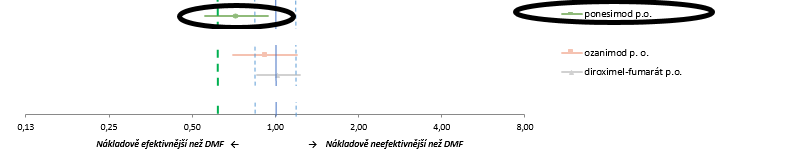 ponesimod p.o.
ozanimod p. o.
diroximel-fumarát p.o.
0,13 0,25 0,50 1,00 2,00 4,00 8,00
Nákladově efektivnější než DMF ← → Nákladově neefektivnější než DMF